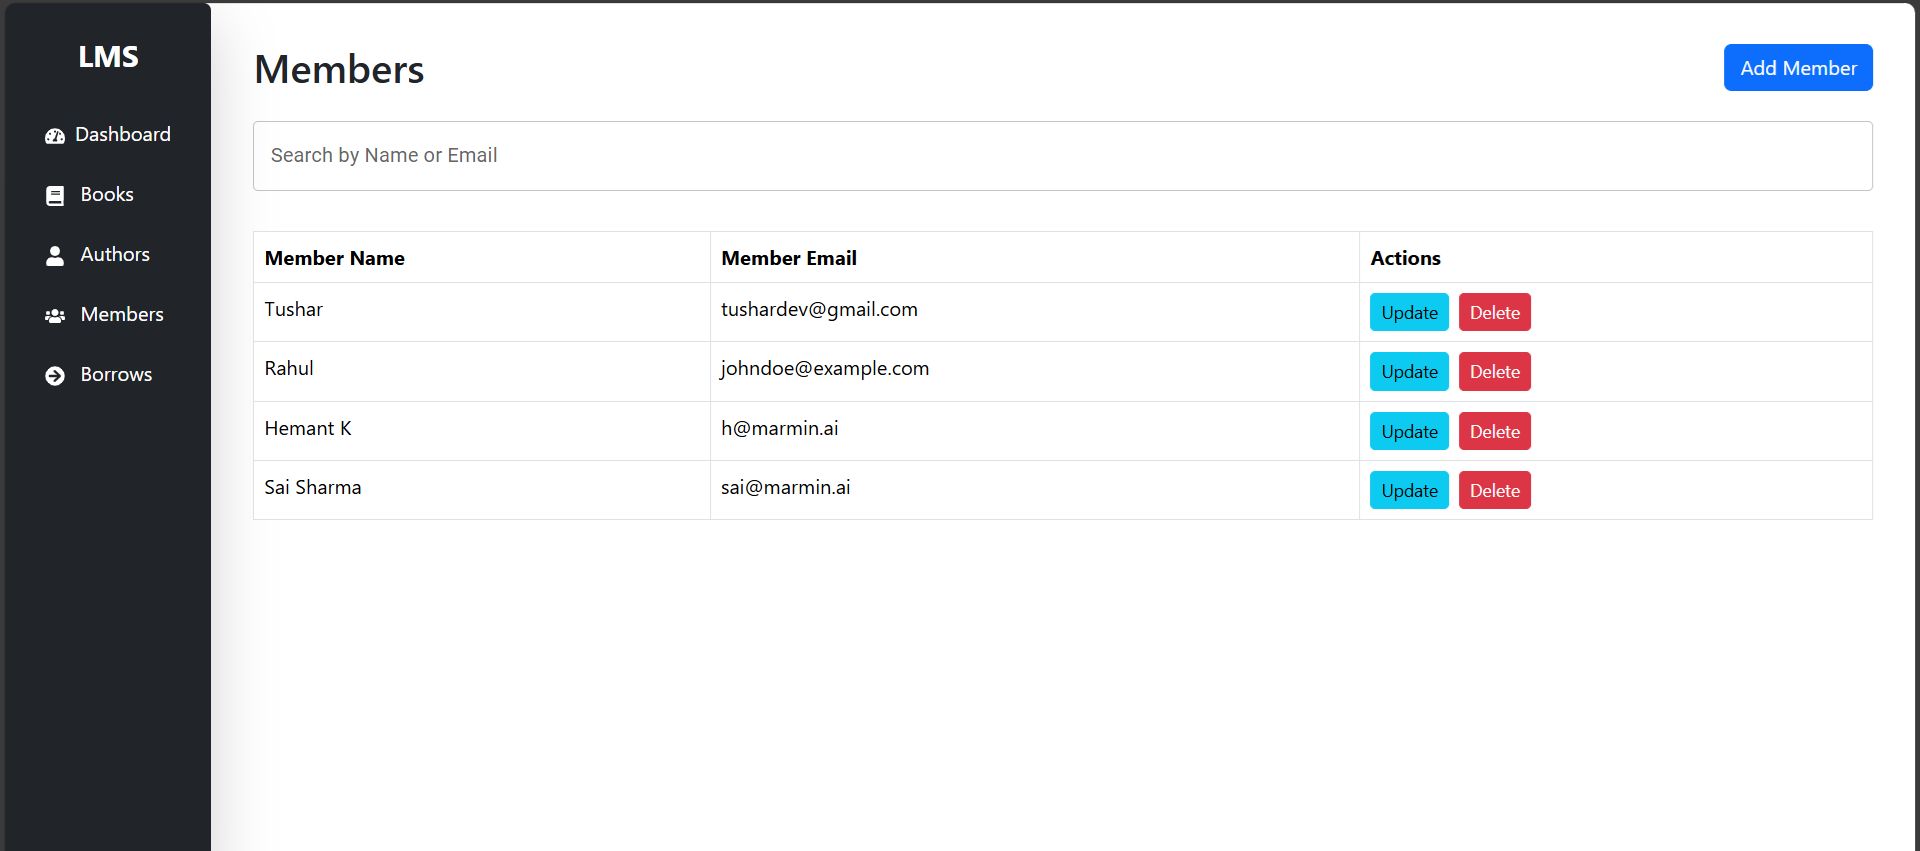 LMS
Dashboard
Books
Authors
Members
Borrows
Members
Add Member
Search by Name or Email
Member Name Member Email Actions
Tushar tushardev@gmail.com Update Delete
Rahul johndoe@example.com Update Delete
Hemant K h@marmin.ai Update Delete
Sai Sharma sai@marmin.ai Update Delete